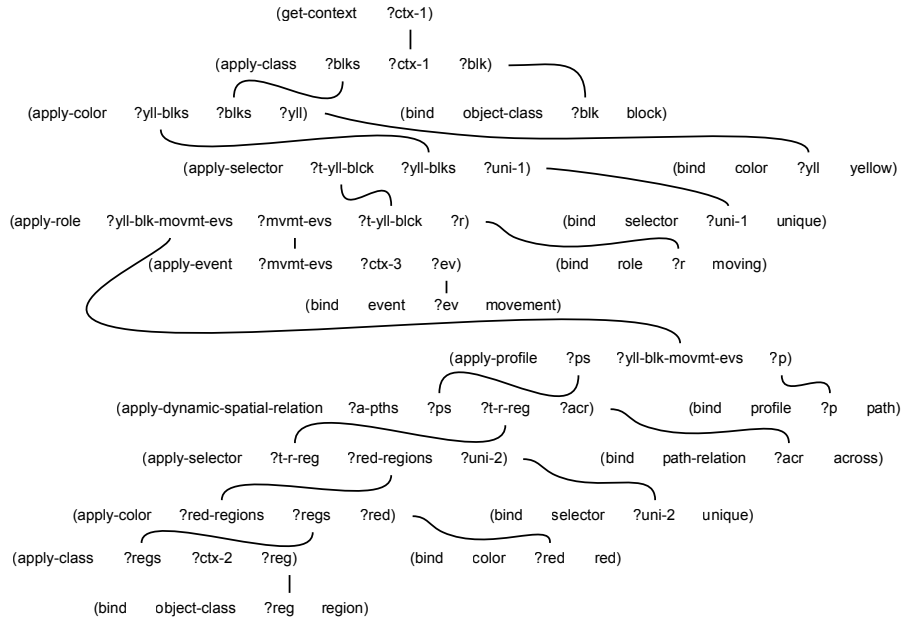 (get-context ?ctx-1)
(apply-class ?blks ?ctx-1 ?blk)
(apply-color ?yll-blks ?blks ?yll) (bind object-class ?blk block)
(apply-selector ?t-yll-blck ?yll-blks ?uni-1) (bind color ?yll yellow)
(apply-role ?yll-blk-movmt-evs ?mvmt-evs ?t-yll-blck ?r) (bind selector ?uni-1 unique)
(apply-event ?mvmt-evs ?ctx-3 ?ev) (bind role ?r moving)
(bind event ?ev movement)
(apply-profile ?ps ?yll-blk-movmt-evs ?p)
(apply-dynamic-spatial-relation ?a-pths ?ps ?t-r-reg ?acr) (bind profile ?p path)
(apply-selector ?t-r-reg ?red-regions ?uni-2) (bind path-relation ?acr across)
(apply-color ?red-regions ?regs ?red) (bind selector ?uni-2 unique)
(apply-class ?regs ?ctx-2 ?reg) (bind color ?red red)
(bind object-class ?reg region)